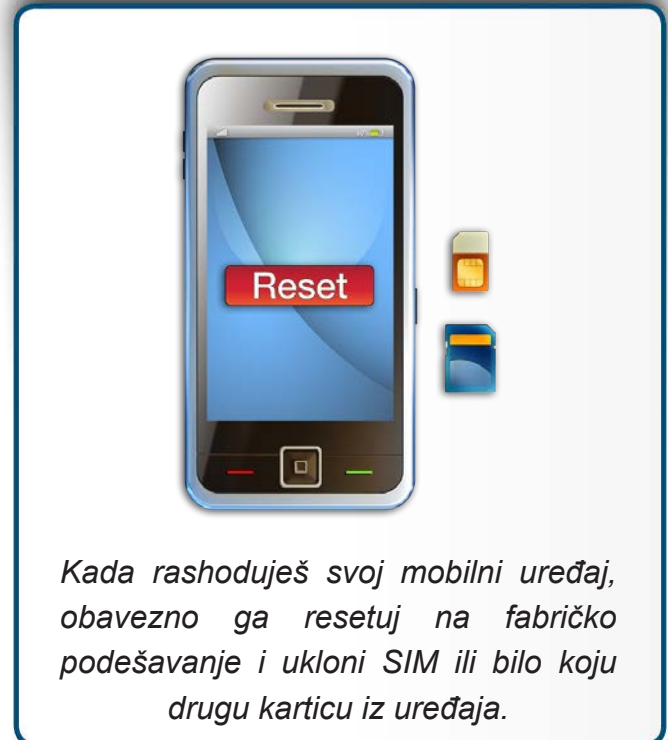 Reset
Kada rashoduješ svoj mobilni uređaj,
obavezno ga resetuj na fabričko
podešavanje i ukloni SIM ili bilo koju
drugu karticu iz uređaja.